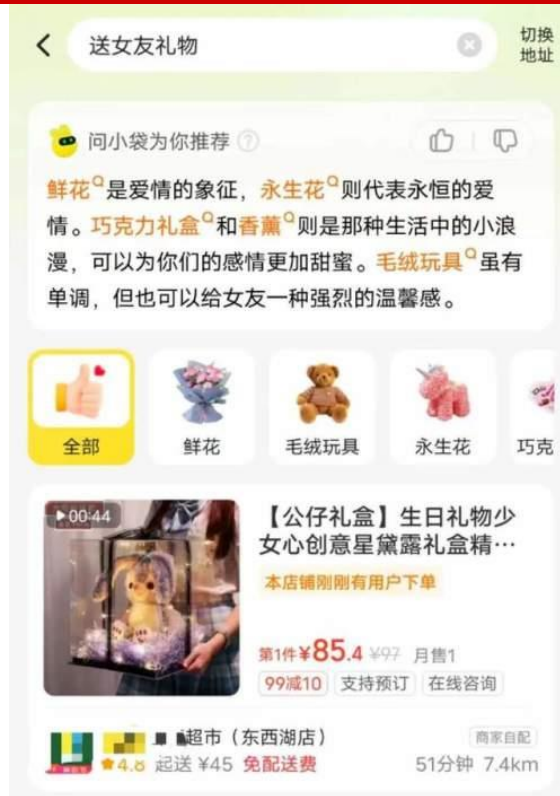 送女友礼物
切换
地址
问小袋为你推荐
鲜花是爱情的象征，永生花则代表永恒的爱
情。巧克力礼盒和香薰则是那种生活中的小浪
漫，可以为你们的感情更加甜蜜。毛绒玩具虽有
单调，但也可以给女友一种强烈的温馨感。
全部
鲜花
毛绒玩具
永生花
巧克
00:44
【公仔礼盒】生日礼物少
女心创意星黛露礼盒精…
本店铺刚刚有用户下单
第1件¥85.4 ¥97 月售1
99减10 支持预订 在线咨询
超市（东西湖店）
商家自配
4.8 起送 ¥45 免配送费
51分钟 7.4km